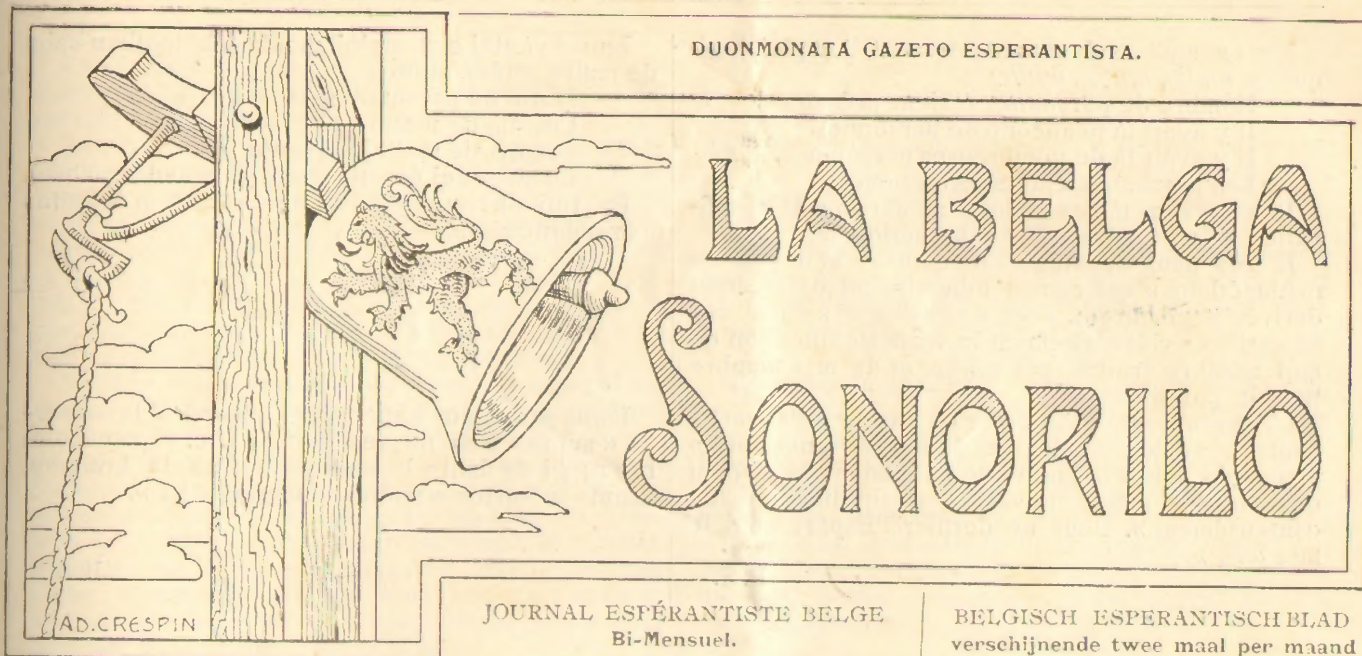 DUONMONATA GAZETO ESPERANTISTA.
LA BELGA
SONORILO
AD. CRESPIN
JOURNAL ESPÉRANTISTE BELGE
Bi-Mensuel.
BELGISCH ESPERANTISCH BLAD
verschijnende twee maal per maand